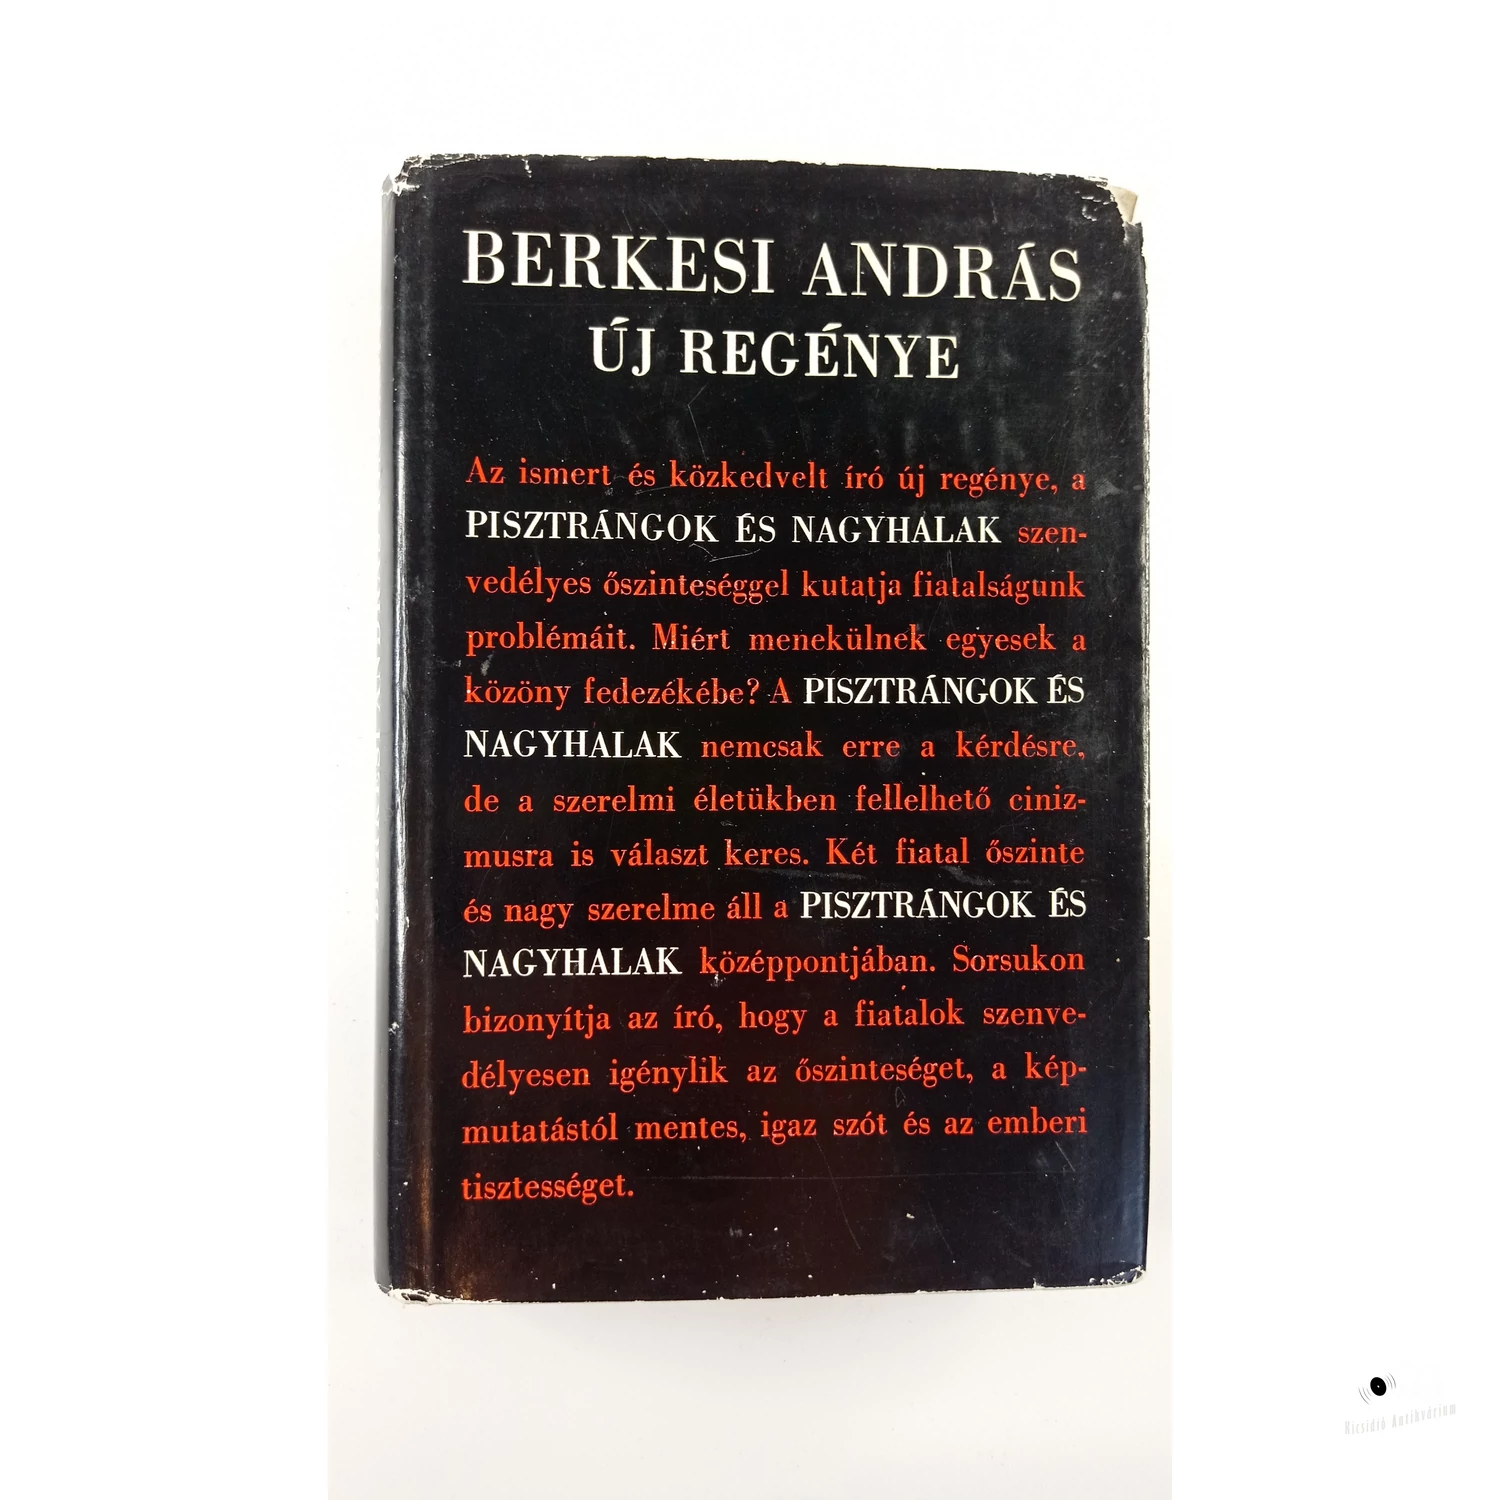 BERKESI ANDRÁS
ÚJ REGÉNYE
Az ismert és közkedvelt író új regénye, a
PISZTRÁNGOK ÉS NAGYHALAK szen-
vedélyes őszinteséggel kutatja fiatalságunk
problémáit. Miért menekülnek egyesek a
közöny fedezékébe? A PISZTRÁNGOK ÉS
NAGYHALAK nemcsak erre a kérdésre,
de a szerelmi életükben fellelhető ciniz-
musra is választ keres. Két fiatal őszinte
és nagy szerelme áll a PISZTRÁNGOK ÉS
NAGYHALAK középpontjában. Sorsukon
bizonyítja az író, hogy a fiatalok szenve-
délyesen igénylik az őszinteséget, a kép-
mutatástól mentes, igaz szót és az emberi
tisztességet.
Kicsidió Antikvárium